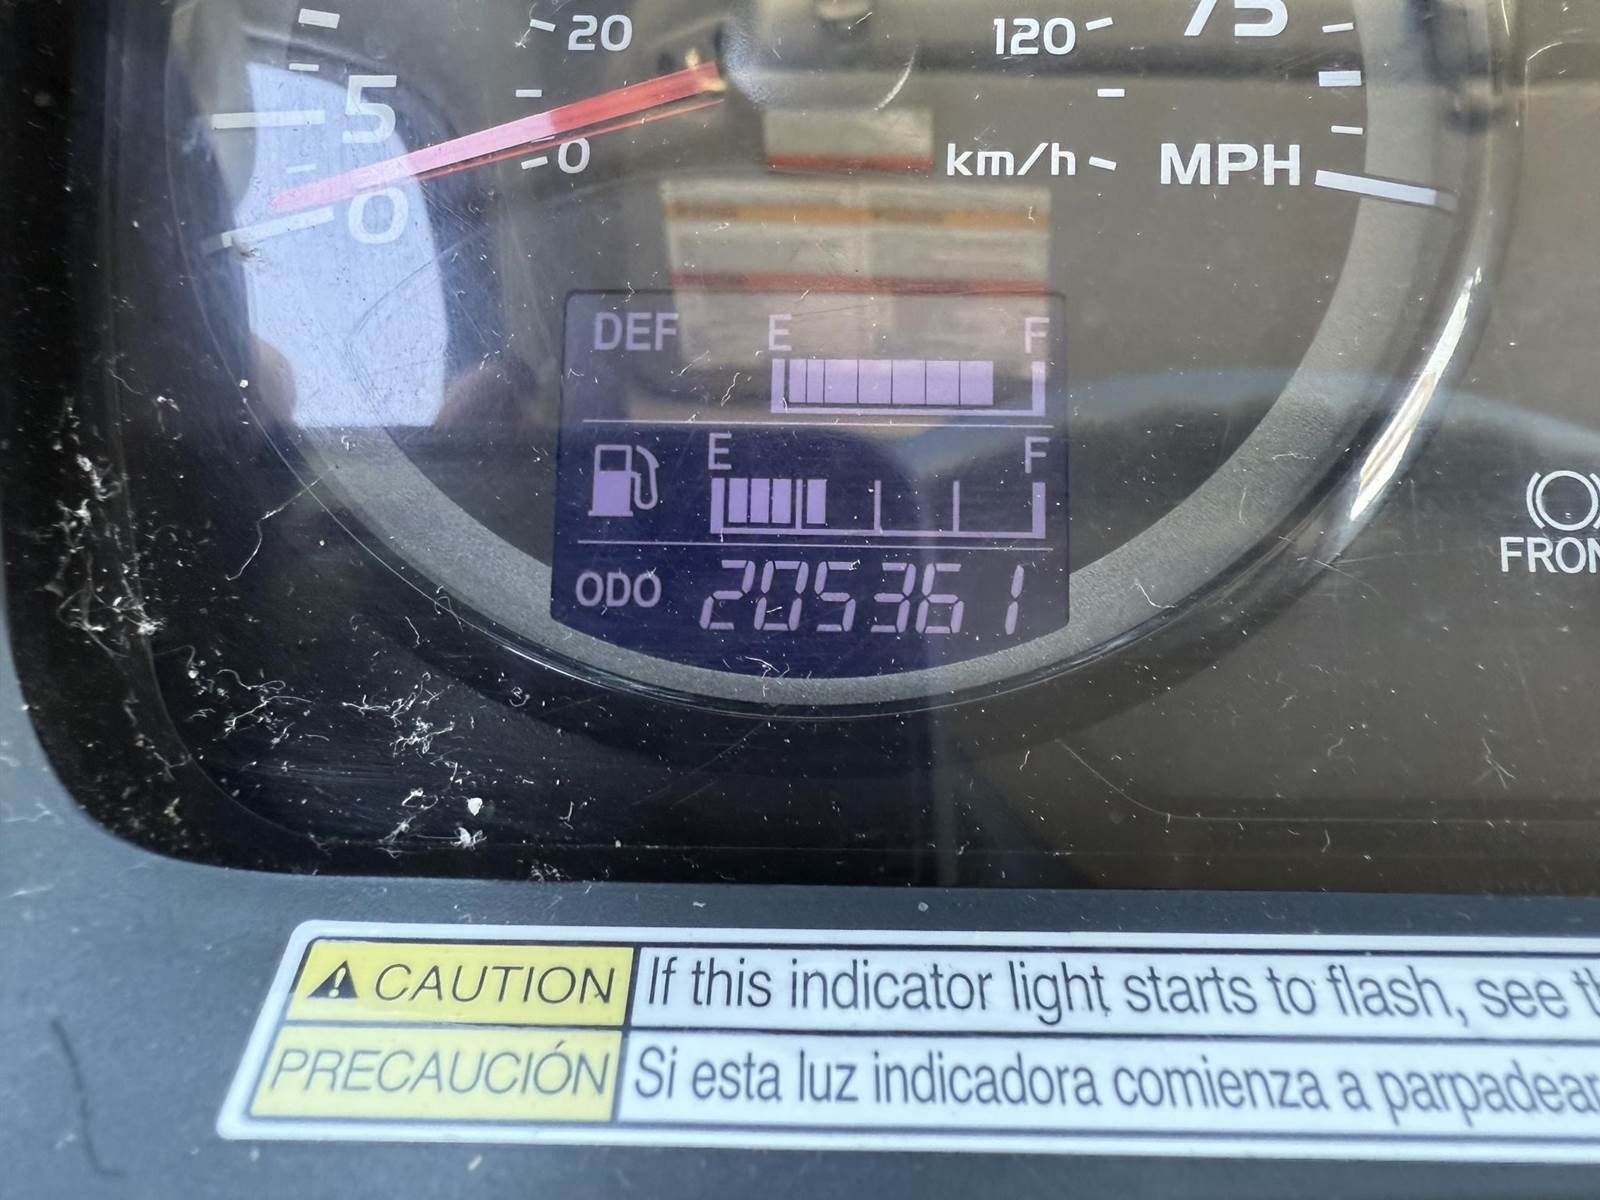 20 120 75
5
0 km/h MPH
0
DEF E F
E F
ODO 205361
FRON
CAUTION If this indicator light starts to flash, see th
PRECAUCIÓN Si esta luz indicadora comienza a parpadear